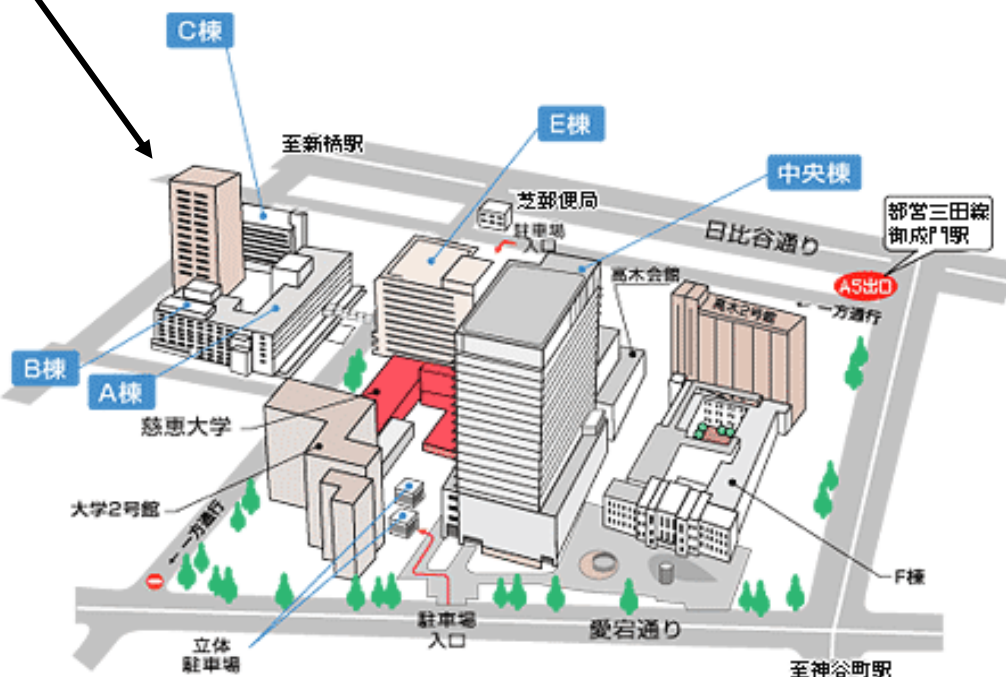 C棟
E棟
至新橋駅
中央棟
芝郵便局
都営三田線
御成門駅
駐車場
入口
日比谷通り
高木会館
A5出口
高木2号館
← 一方通行
B棟
A棟
慈恵大学
大学2号館
← 一方通行
F棟
駐車場
入口
愛宕通り
立体
駐車場
至神谷町駅